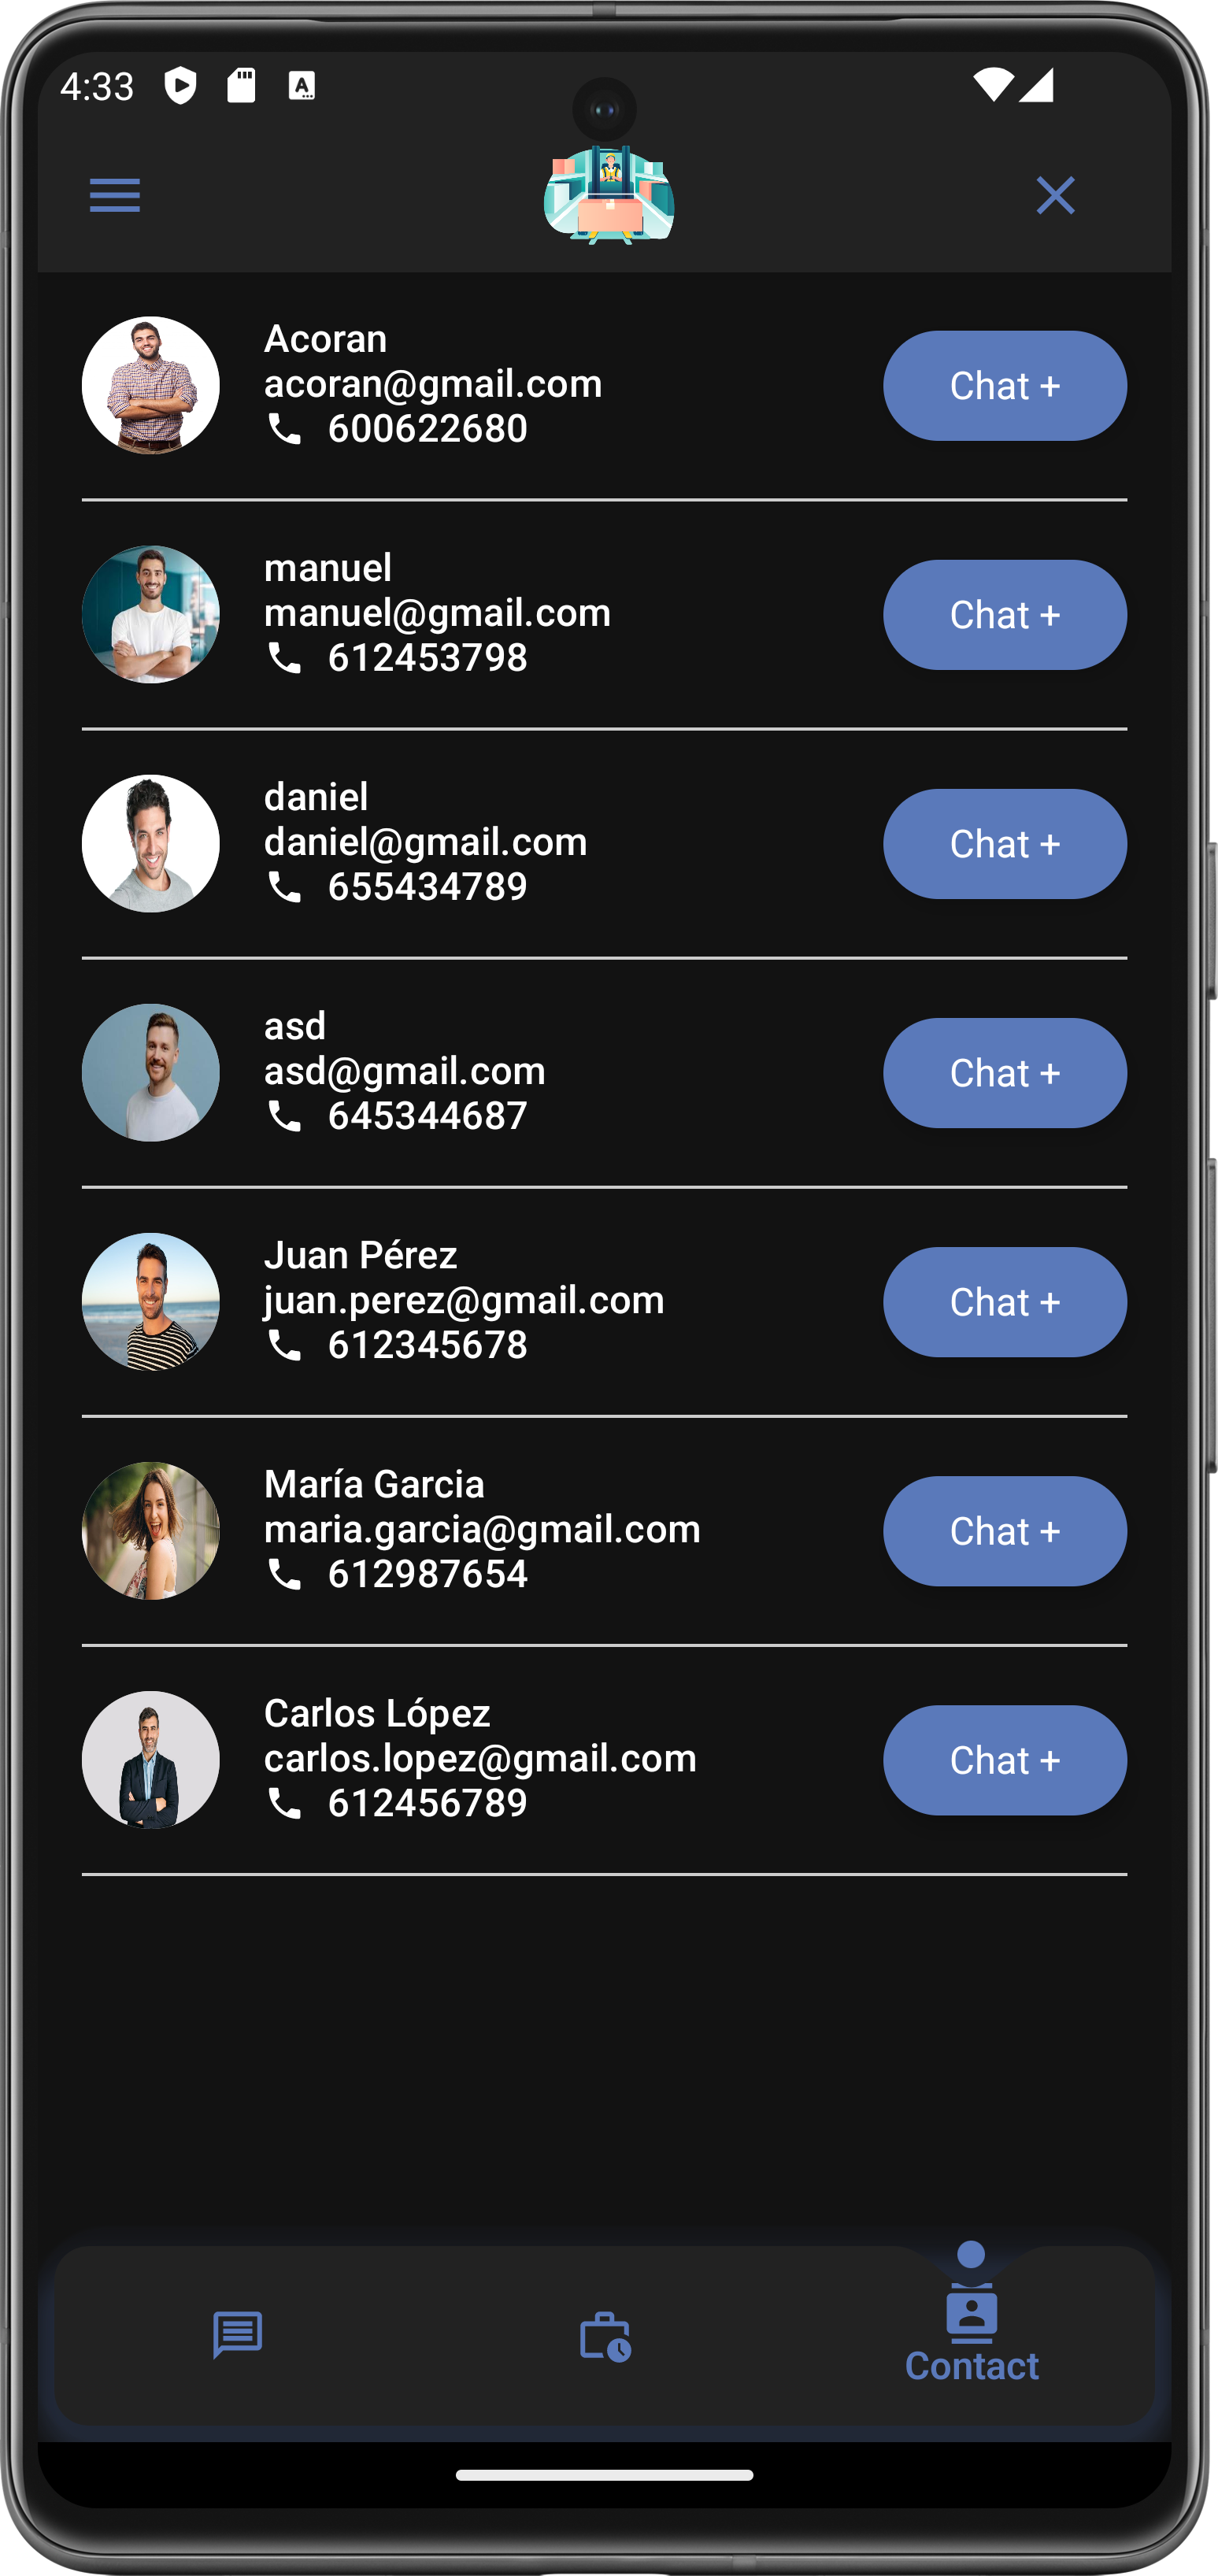 4:33
Acoran
acoran@gmail.com
600622680
Chat +
manuel
manuel@gmail.com
612453798
Chat +
daniel
daniel@gmail.com
655434789
Chat +
asd
asd@gmail.com
645344687
Chat +
Juan Pérez
juan.perez@gmail.com
612345678
Chat +
María Garcia
maria.garcia@gmail.com
612987654
Chat +
Carlos López
carlos.lopez@gmail.com
612456789
Chat +
Contact